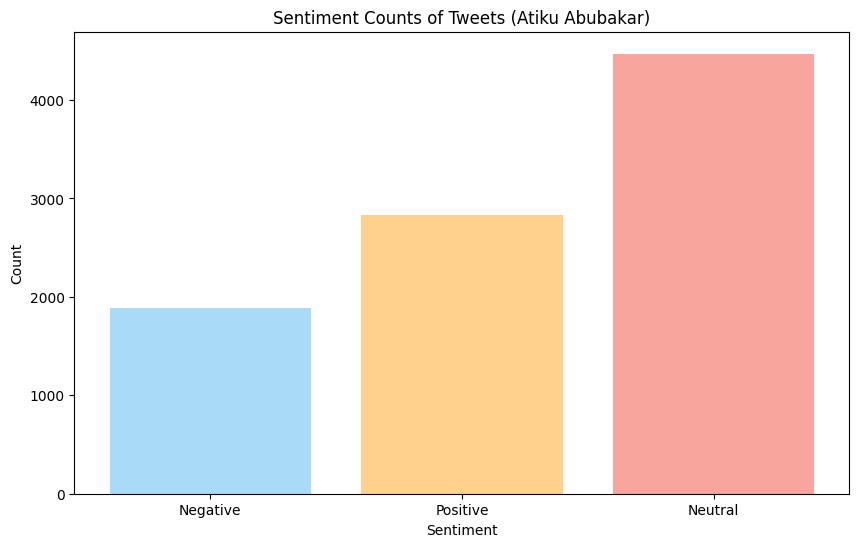 Sentiment Counts of Tweets (Atiku Abubakar)
4000
3000
2000
1000
0
Count
Negative
Positive
Neutral
Sentiment